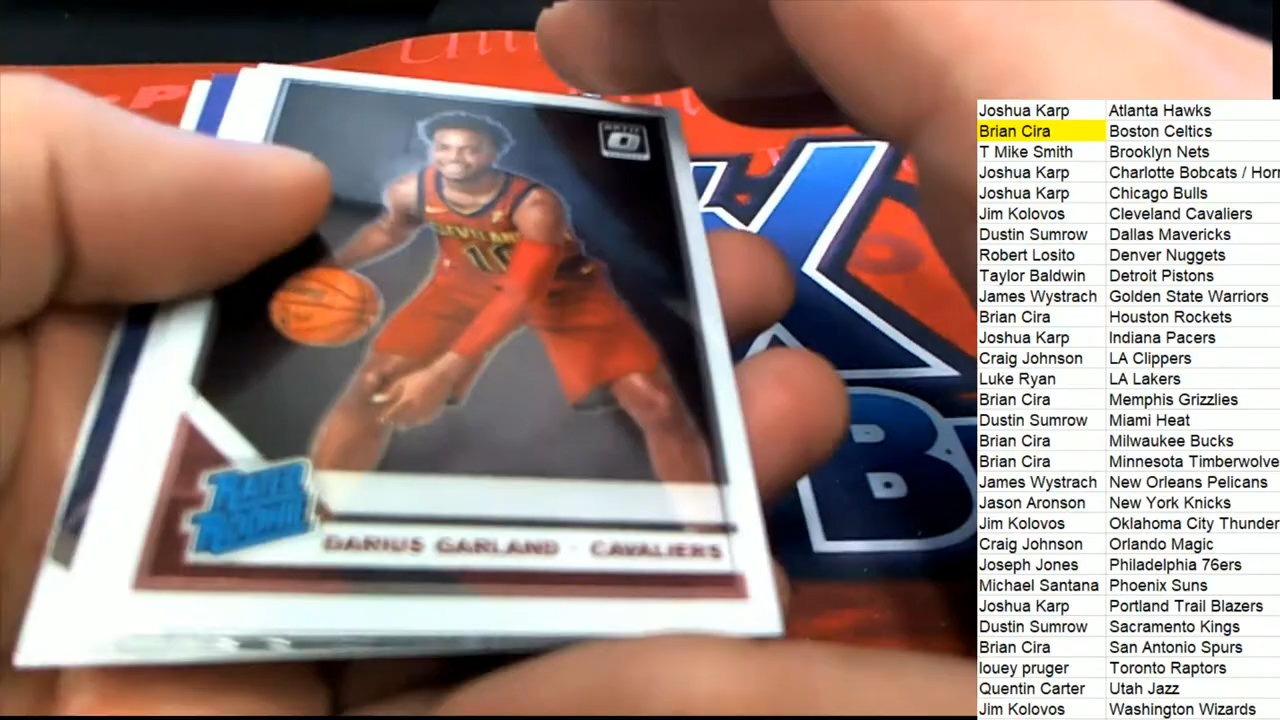 OPTIC
CLEVELAND
10
RATED
ROOKIE
DARIUS GARLAND - CAVALIERS
Joshua Karp Atlanta Hawks
Brian Cira Boston Celtics
T Mike Smith Brooklyn Nets
Joshua Karp Charlotte Bobcats / Horn
Joshua Karp Chicago Bulls
Jim Kolovos Cleveland Cavaliers
Dustin Sumrow Dallas Mavericks
Robert Losito Denver Nuggets
Taylor Baldwin Detroit Pistons
James Wystrach Golden State Warriors
Brian Cira Houston Rockets
Joshua Karp Indiana Pacers
Craig Johnson LA Clippers
Luke Ryan LA Lakers
Brian Cira Memphis Grizzlies
Dustin Sumrow Miami Heat
Brian Cira Milwaukee Bucks
Brian Cira Minnesota Timberwolve
James Wystrach New Orleans Pelicans
Jason Aronson New York Knicks
Jim Kolovos Oklahoma City Thunder
Craig Johnson Orlando Magic
Joseph Jones Philadelphia 76ers
Michael Santana Phoenix Suns
Joshua Karp Portland Trail Blazers
Dustin Sumrow Sacramento Kings
Brian Cira San Antonio Spurs
louey pruger Toronto Raptors
Quentin Carter Utah Jazz
Jim Kolovos Washington Wizards